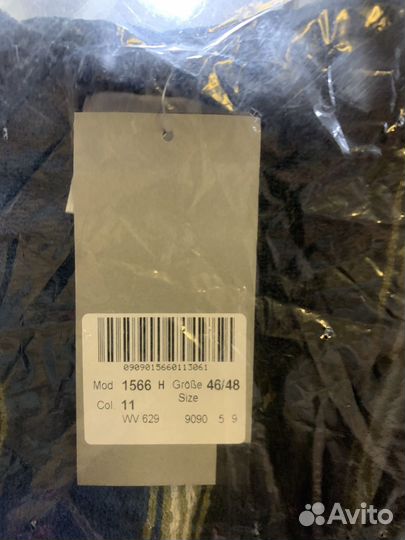 0909015660113061
Mod 1566 H Größe 46/48
Size
Col. 11
WV 629 9090 5 9
Avito